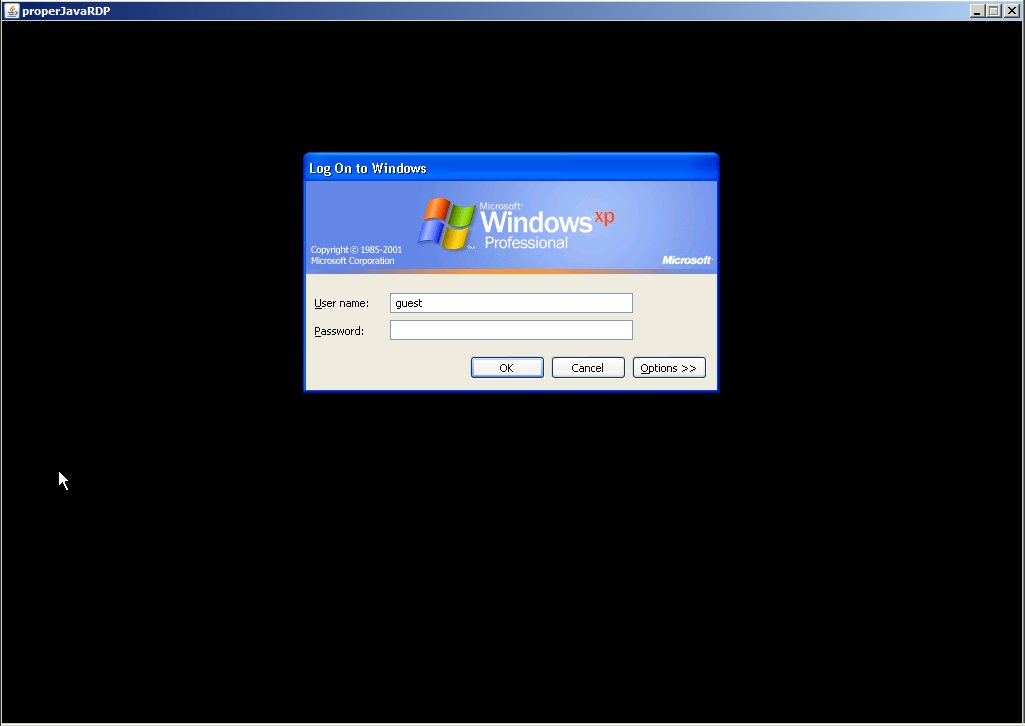 properJavaRDP
Log On to Windows
Microsoft®
Windows xp
Professional
™
Copyright © 1985-2001
Microsoft Corporation
Microsoft®
User name: guest
Password:
OK Cancel Options >>